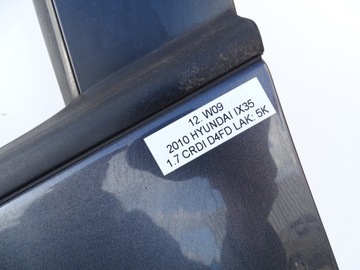 12. W09
2010 HYUNDAI IX35
1.7 CRDI D4FD LAK: 5K